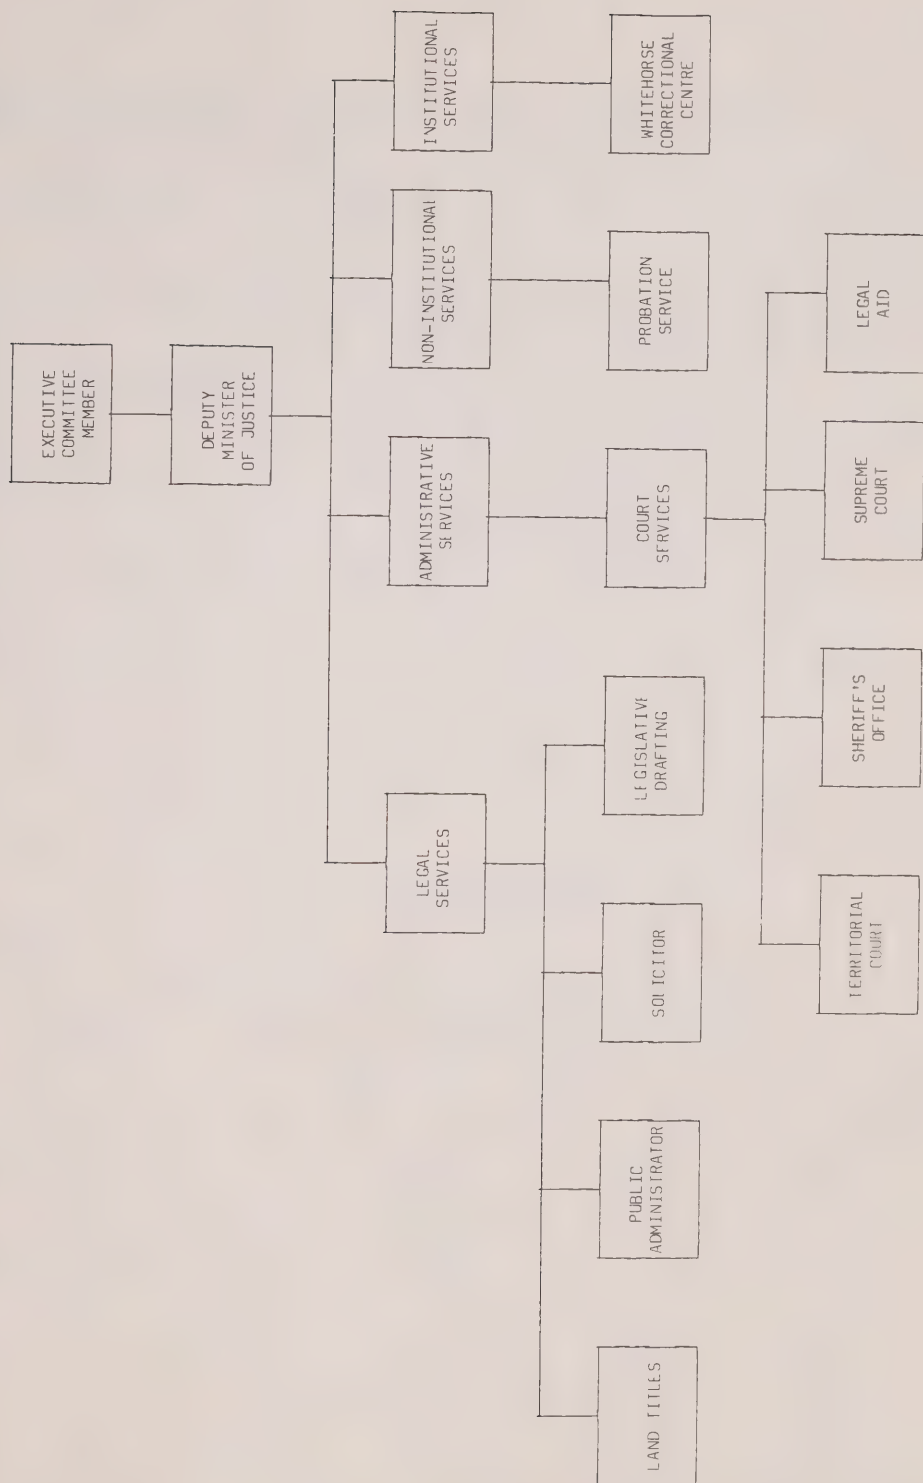 EXECUTIVE
COMMITTEE
MEMBER
DEPUTY
MINISTER
OF JUSTICE
LEGAL
SERVICES
ADMINISTRATIVE
SERVICES
NON-INSTITUTIONAL
SERVICES
INSTITUTIONAL
SERVICES
LAND TITLES
PUBLIC
ADMINISTRATOR
SOLICITOR
LEGISLATIVE
DRAFTING
COURT
SERVICES
PROBATION
SERVICE
WHITEHORSE
CORRECTIONAL
CENTRE
TERRITORIAL
COURT
SHERIFF'S
OFFICE
SUPREME
COURT
LEGAL
AID